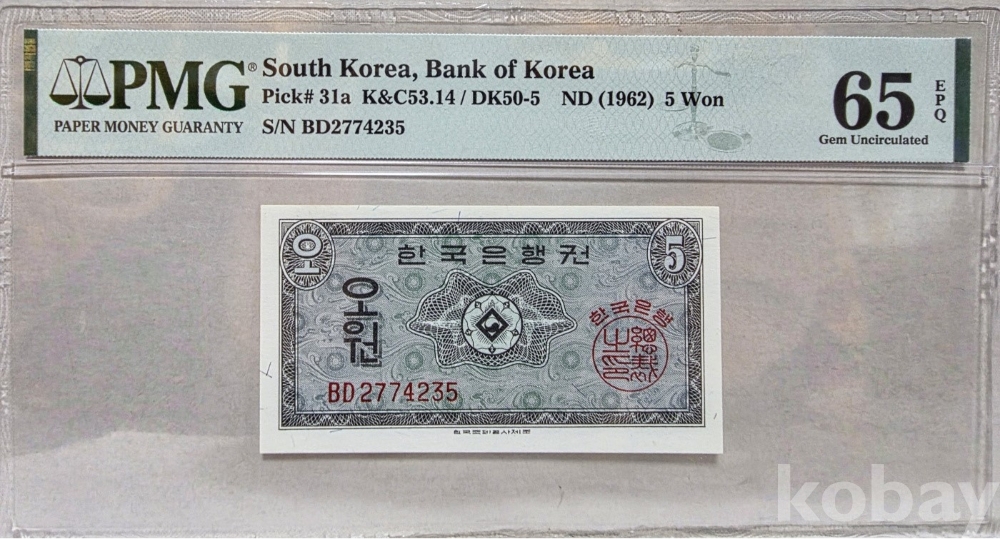 PMG®
PAPER MONEY GUARANTY
South Korea, Bank of Korea
Pick# 31a K&C53.14 / DK50-5 ND (1962) 5 Won
S/N BD2774235
65
EPQ
Gem Uncirculated
오
한국은행권
5
오원
한국은행
BD2774235
kobay